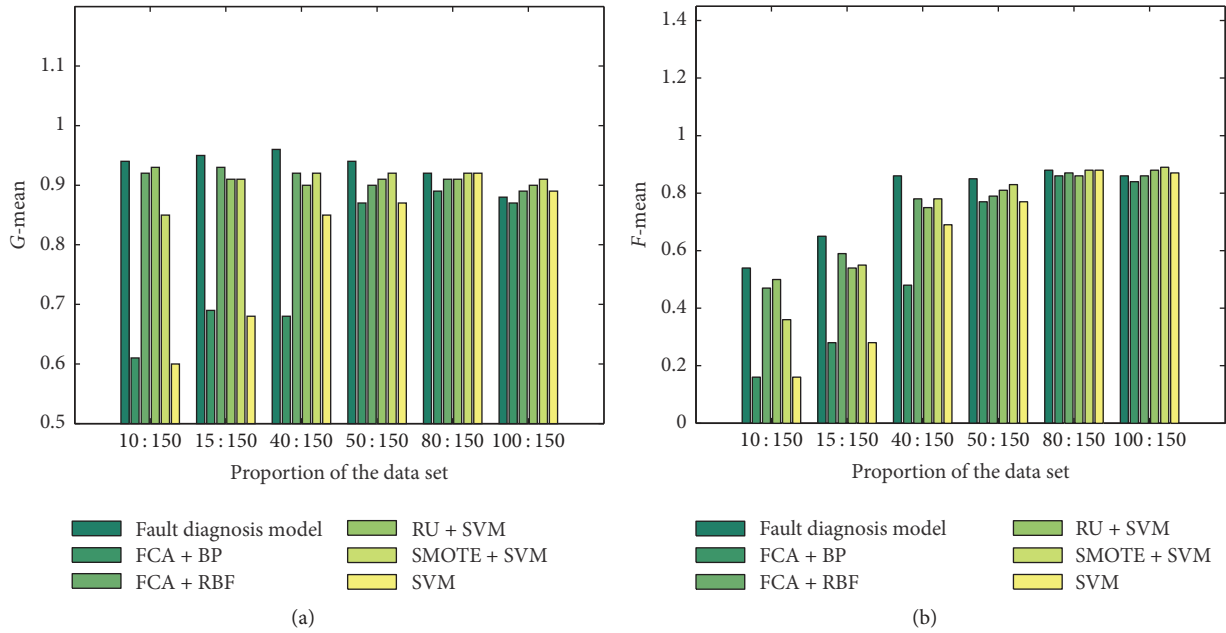 1.1
1
0.9
0.8
0.7
0.6
0.5
G-mean
10 : 150
15 : 150
40 : 150
50 : 150
80 : 150
100 : 150
Proportion of the data set
Fault diagnosis model
FCA + BP
FCA + RBF
RU + SVM
SMOTE + SVM
SVM
(a)
1.4
1.2
1
0.8
0.6
0.4
0.2
0
F-mean
10 : 150
15 : 150
40 : 150
50 : 150
80 : 150
100 : 150
Proportion of the data set
Fault diagnosis model
FCA + BP
FCA + RBF
RU + SVM
SMOTE + SVM
SVM
(b)